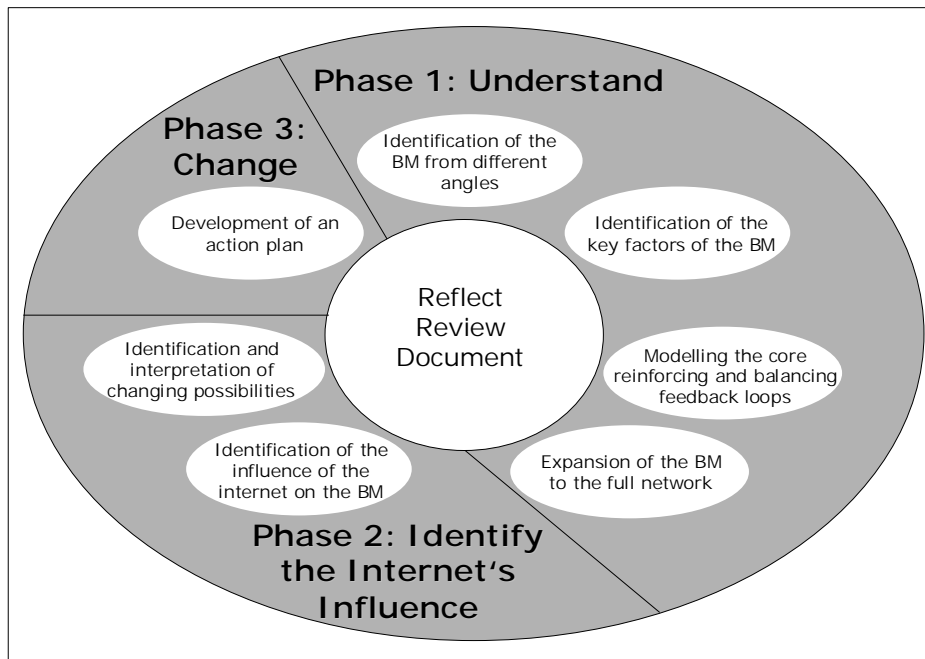 Phase 1: Understand
Identification of the
BM from different
angles
Identification of the
key factors of the BM
Modelling the core
reinforcing and balancing
feedback loops
Expansion of the BM
to the full network
Phase 2: Identify
the Internet‘s
Influence
Identification of the
influence of the
internet on the BM
Identification and
interpretation of
changing possibilities
Phase 3:
Change
Development of an
action plan
Reflect
Review
Document